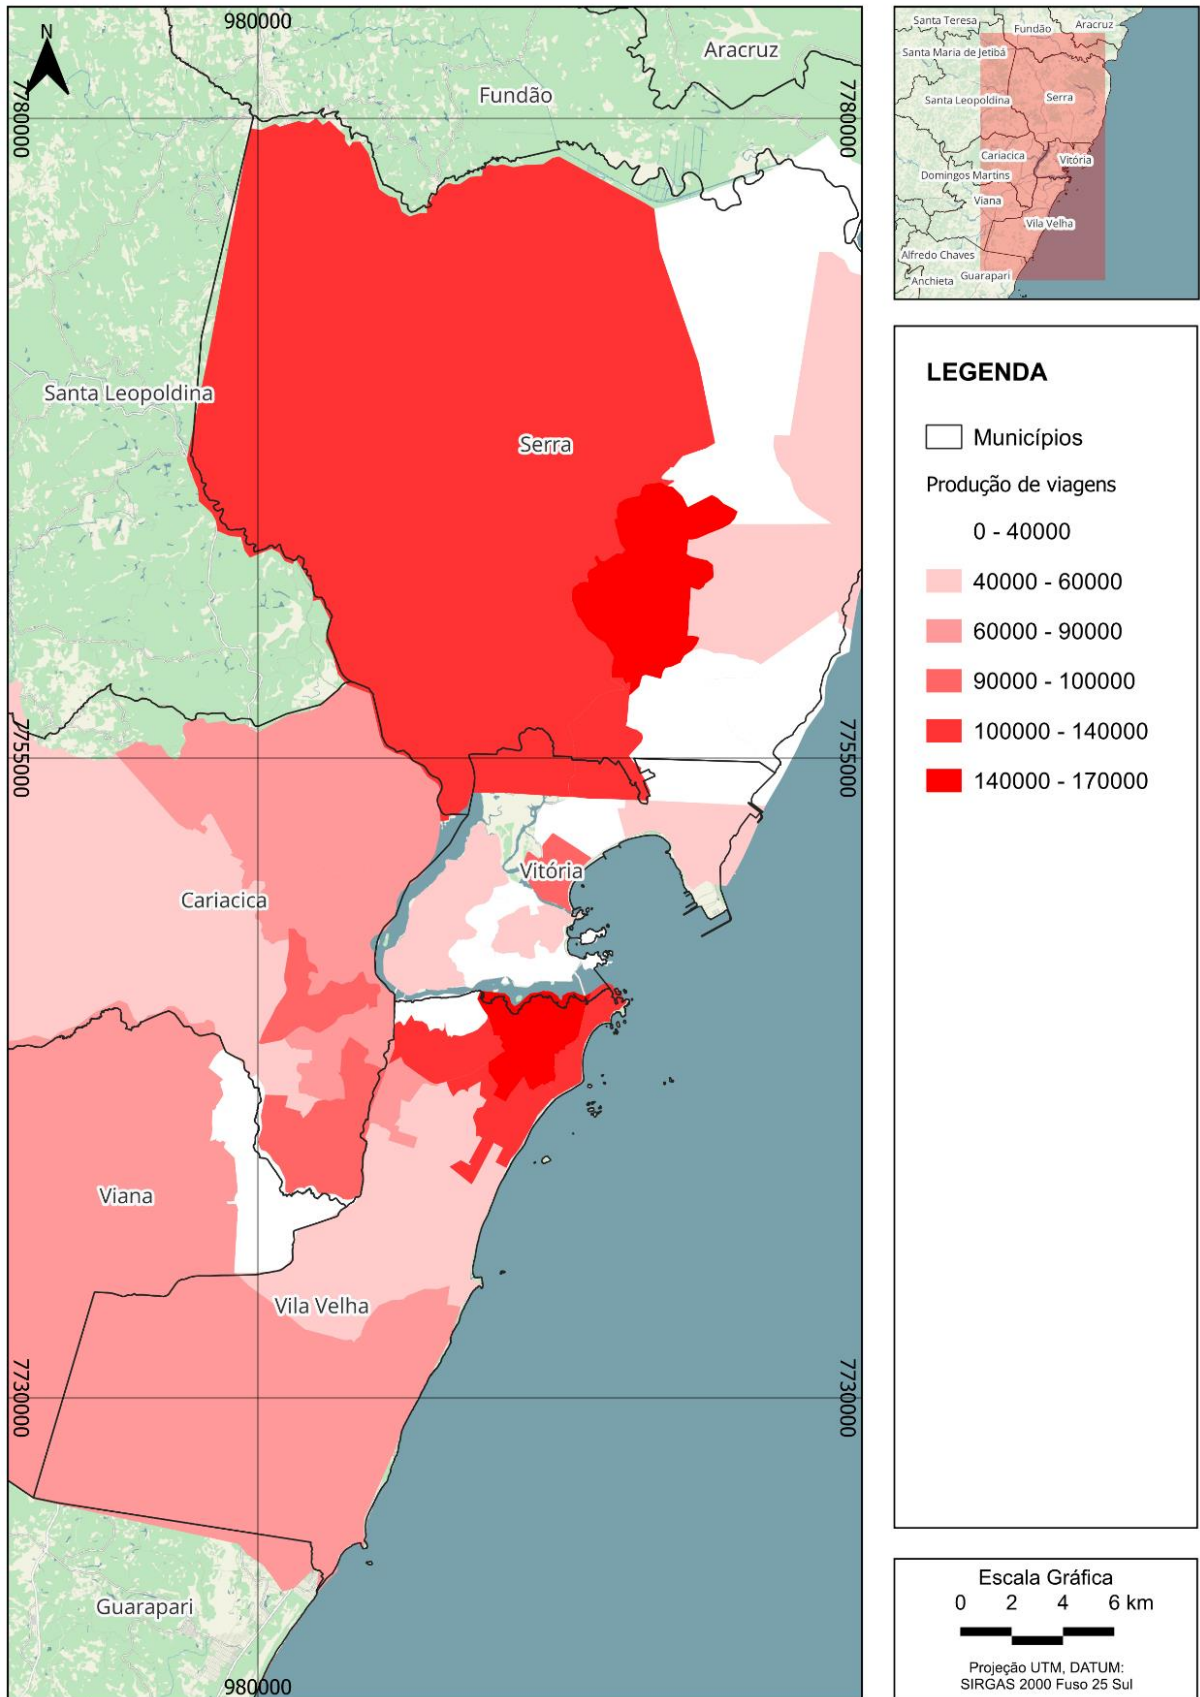 980000
N
Aracruz
Fundão
7780000
7780000
Santa Leopoldina
Serra
7755000
7755000
Vitória
Cariacica
Viana
Vila Velha
7730000
7730000
Guarapari
980000
Santa Teresa
Fundão
Aracruz
Santa Maria de Jetibá
Santa Leopoldina
Serra
Cariacica
Vitória
Domingos Martins
Viana
Vila Velha
Alfredo Chaves
Guarapari
Anchieta
LEGENDA
Municípios
Produção de viagens
0 - 40000
40000 - 60000
60000 - 90000
90000 - 100000
100000 - 140000
140000 - 170000
Escala Gráfica
0 2 4 6 km
Projeção UTM, DATUM:
SIRGAS 2000 Fuso 25 Sul